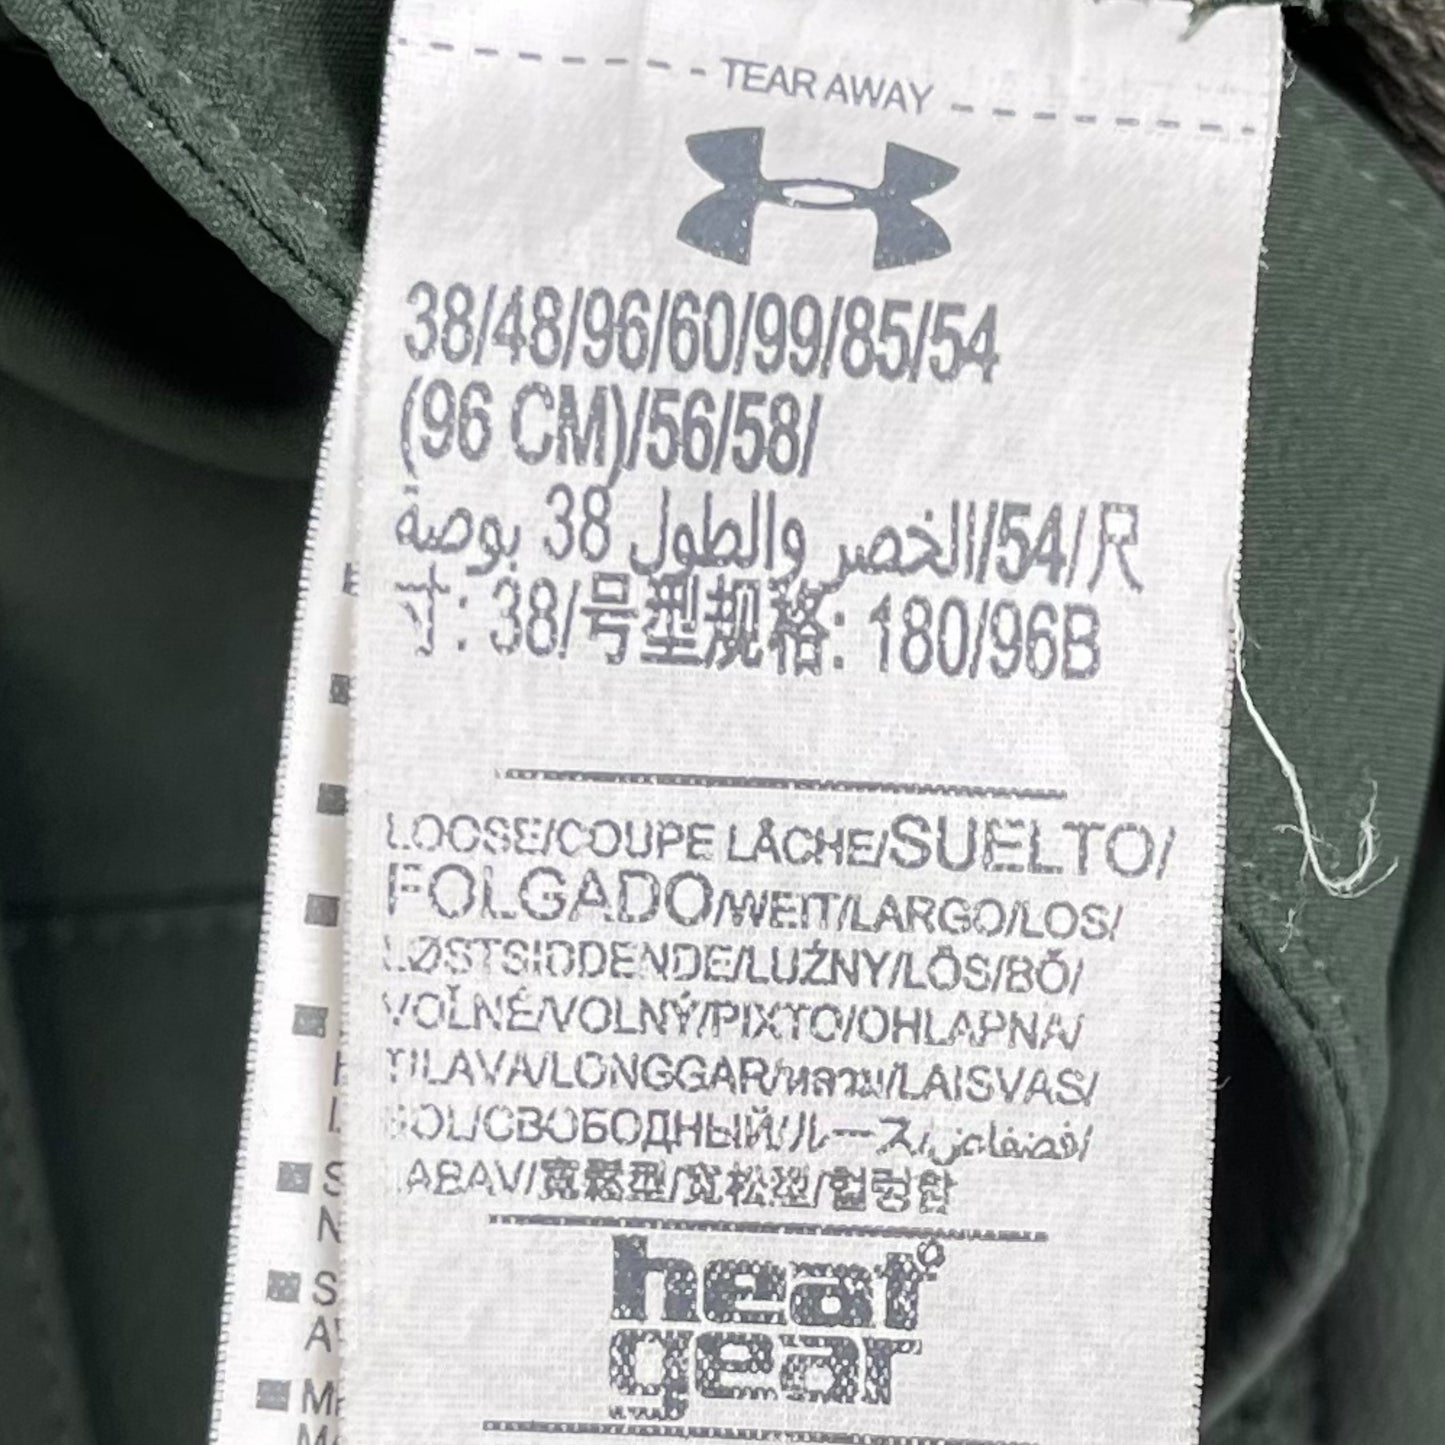 TEAR AWAY
38/48/96/60/99/85/54
(96 CM)/56/58/
الخصر والطول 38 بوصة/54/尺
寸: 38/号型规格: 180/96B
LOOSE/COUPE LÂCHE/SUELTO/
FOLGADO/WEIT/LARGO/LOS/
LØSTSIDDENDE/LUŹNY/LÖS/BŐ/
VOĽNÉ/VOLNÝ/PIXTO/OHLAPNA/
TILAVA/LONGGAR/หลวม/LAISVAS/
SOL/СВОБОДНЫЙ/ルーズ/فضفاض/
LABAV/寬鬆型/宽松型/헐렁함
heat
gear
S
N
S